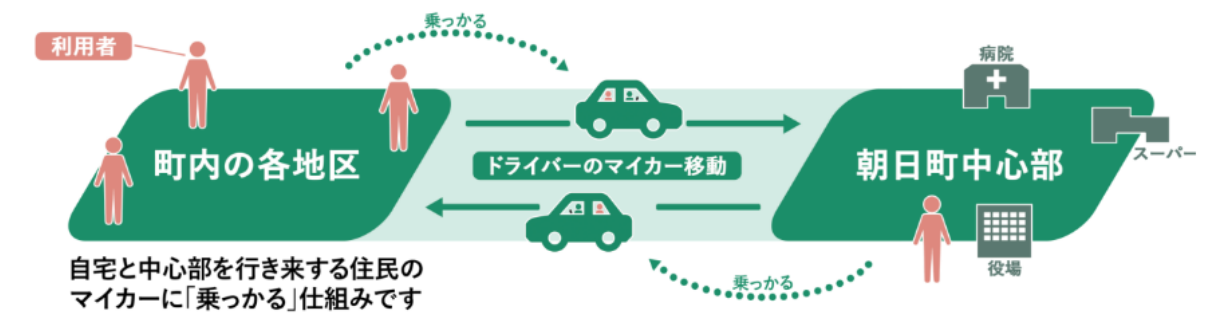 乗っかる
利用者
病院
町内の各地区
ドライバーのマイカー移動
朝日町中心部
スーパー
自宅と中心部を行き来する住民の
マイカーに「乗っかる」仕組みです
乗っかる
役場